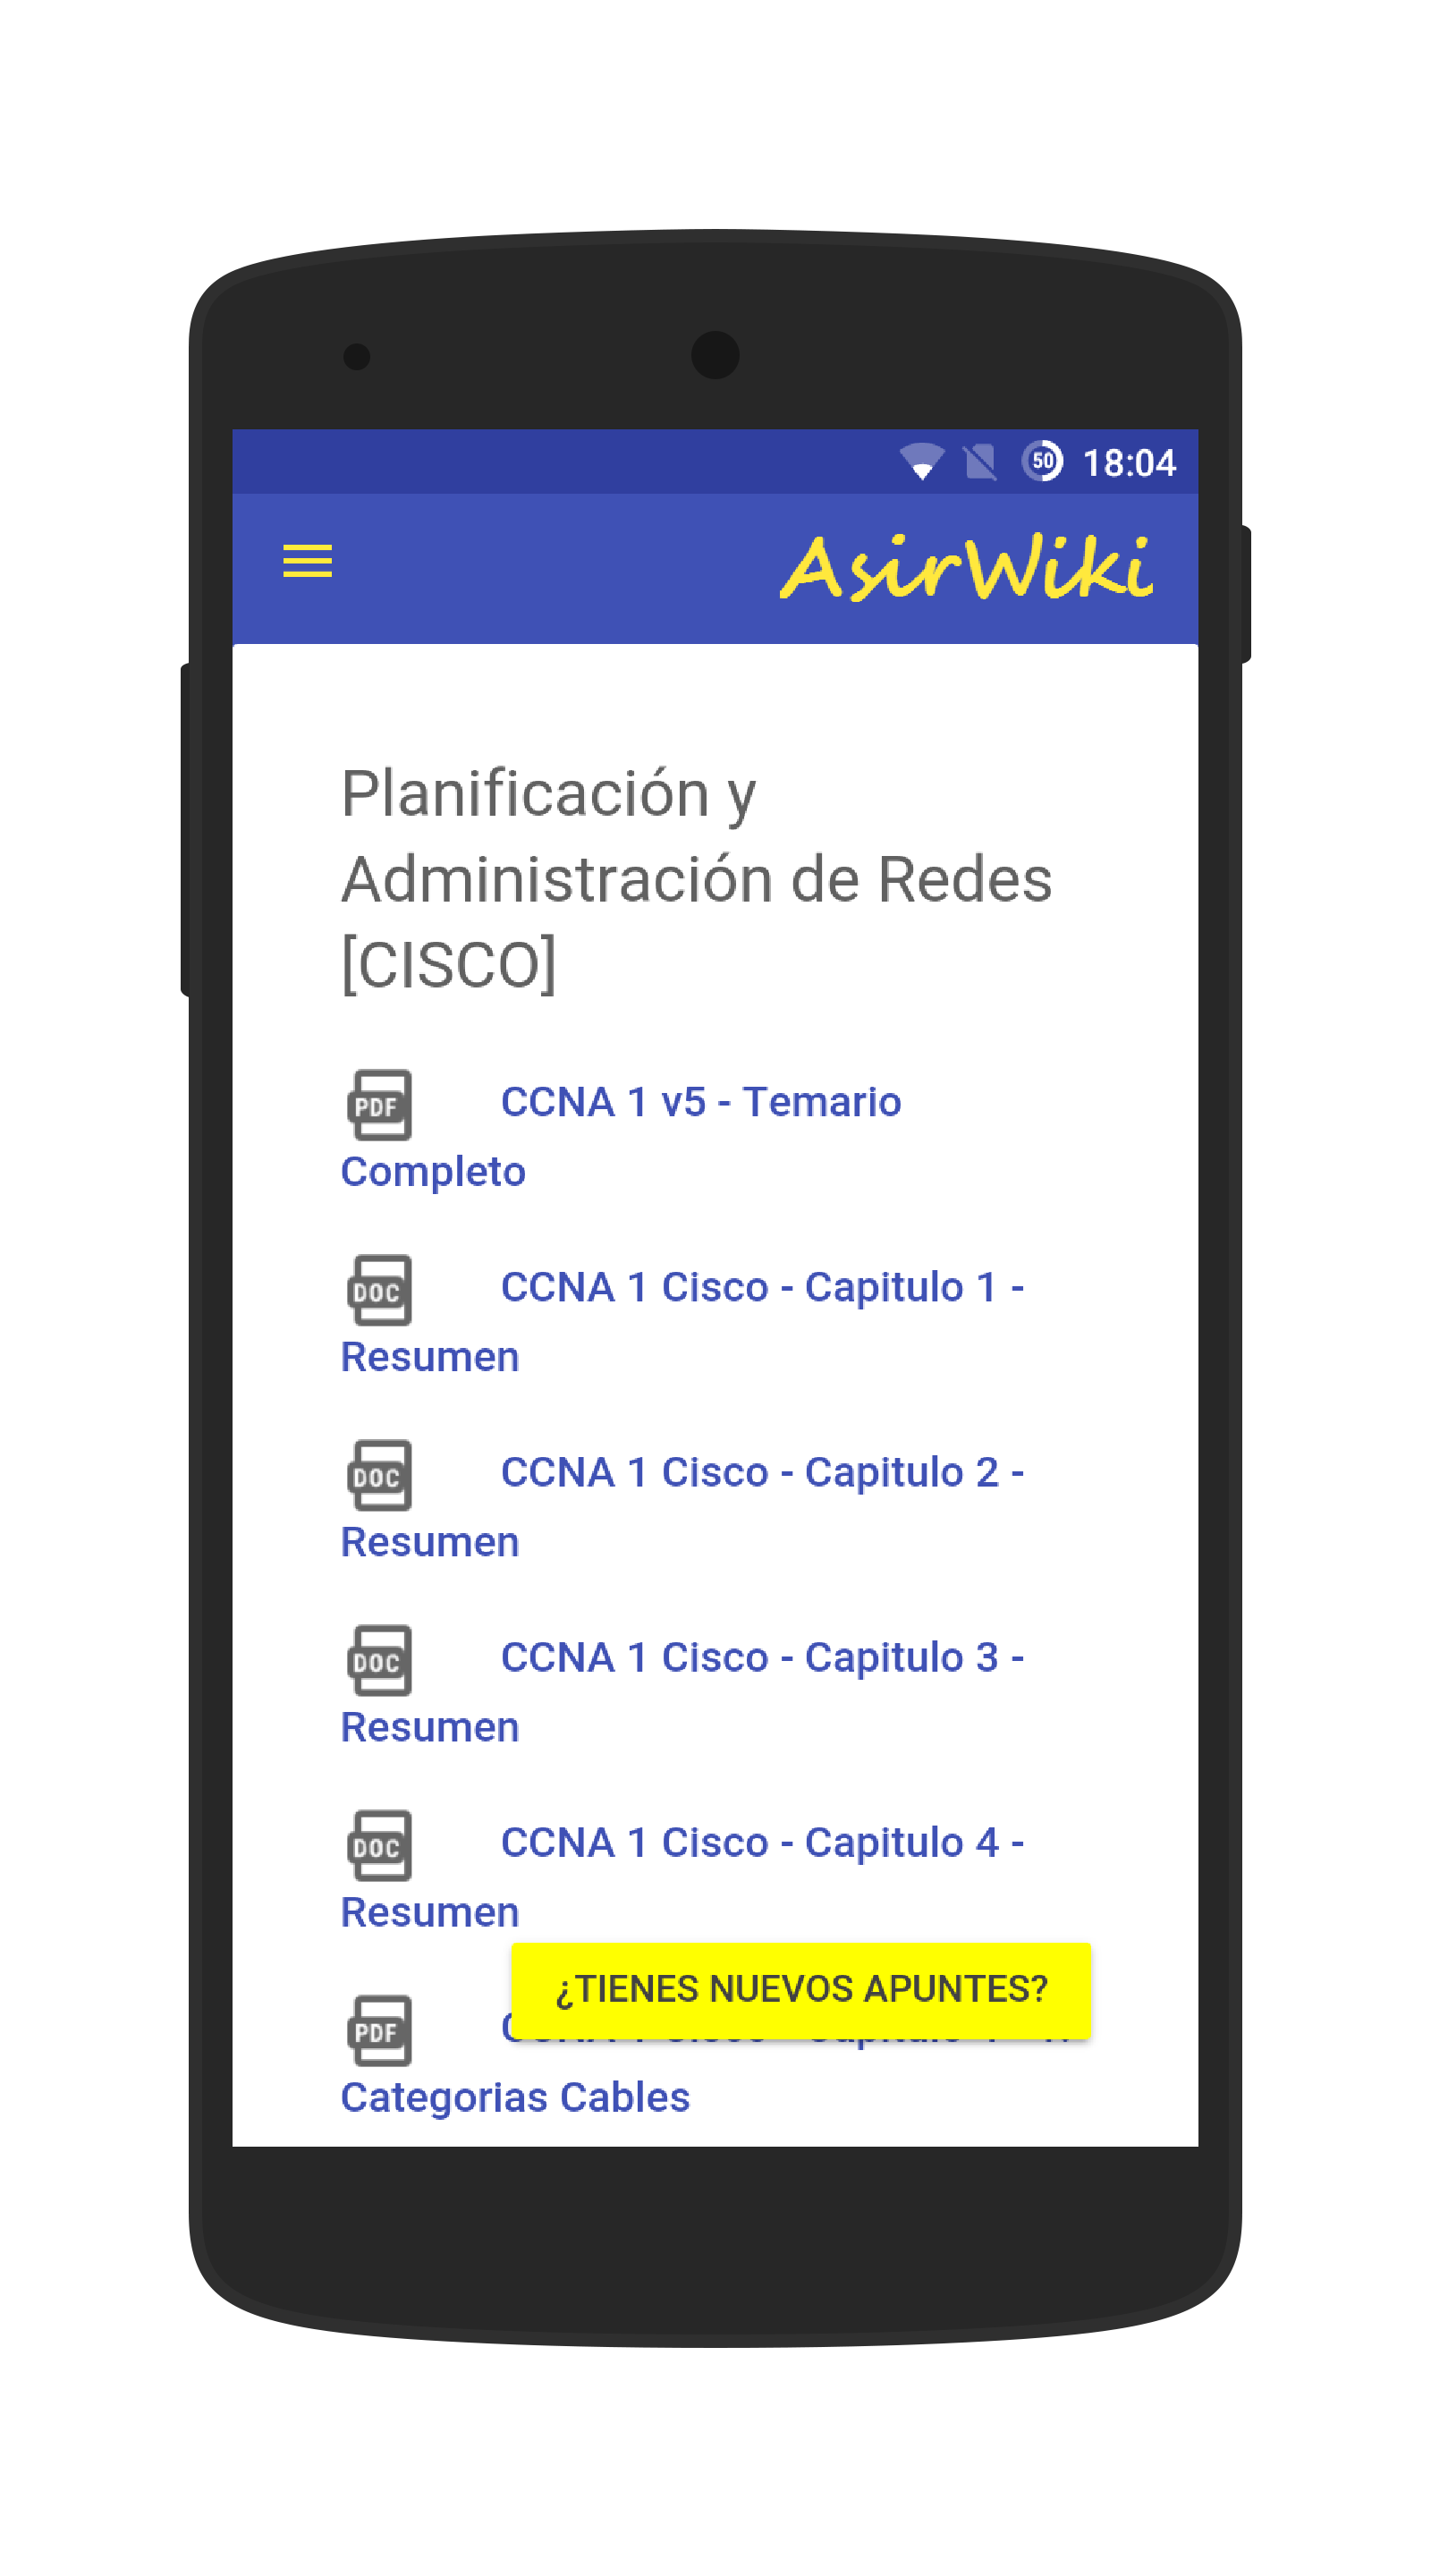 50 18:04
AsirWiki
Planificación y
Administración de Redes
[CISCO]
PDF CCNA 1 v5 - Temario
Completo
DOC CCNA 1 Cisco - Capitulo 1 -
Resumen
DOC CCNA 1 Cisco - Capitulo 2 -
Resumen
DOC CCNA 1 Cisco - Capitulo 3 -
Resumen
DOC CCNA 1 Cisco - Capitulo 4 -
Resumen
¿TIENES NUEVOS APUNTES?
PDF
Categorias Cables